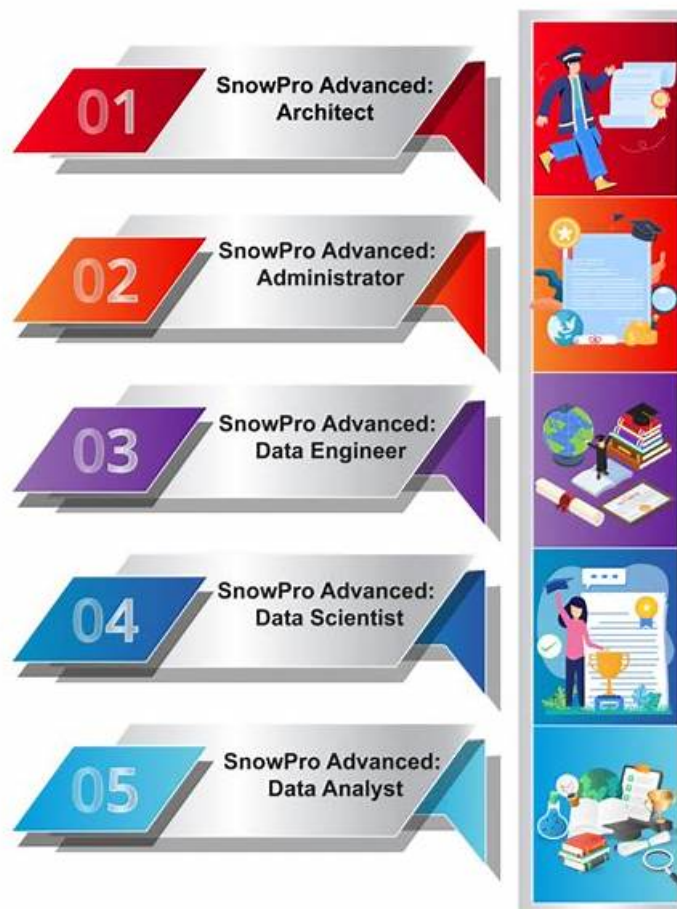 01
SnowPro Advanced:
Architect
02
SnowPro Advanced:
Administrator
03
SnowPro Advanced:
Data Engineer
04
SnowPro Advanced:
Data Scientist
05
SnowPro Advanced:
Data Analyst